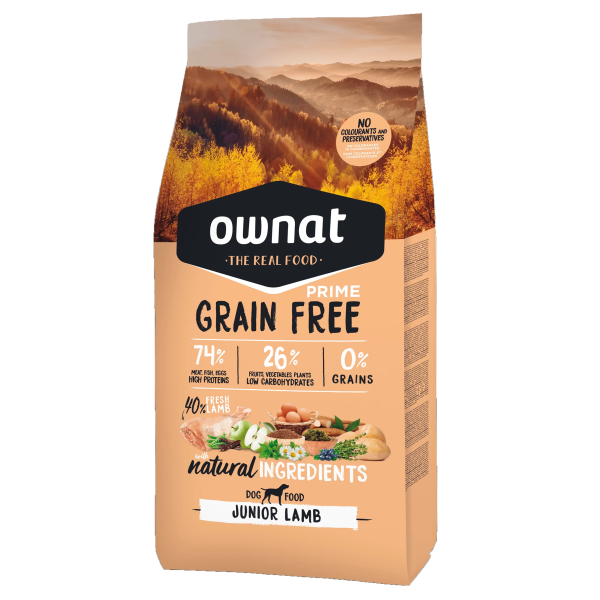 NO
COLOURANTS AND
PRESERVATIVES
ownat
·THE REAL FOOD·
PRIME
GRAIN FREE
74%
MEAT, FISH, EGGS
HIGH PROTEINS
26%
FRUITS, VEGETABLES, PLANTS
LOW CARBOHYDRATES
0%
GRAINS
40% FRESH
LAMB
with
natural INGREDIENTS
DOG FOOD
JUNIOR LAMB